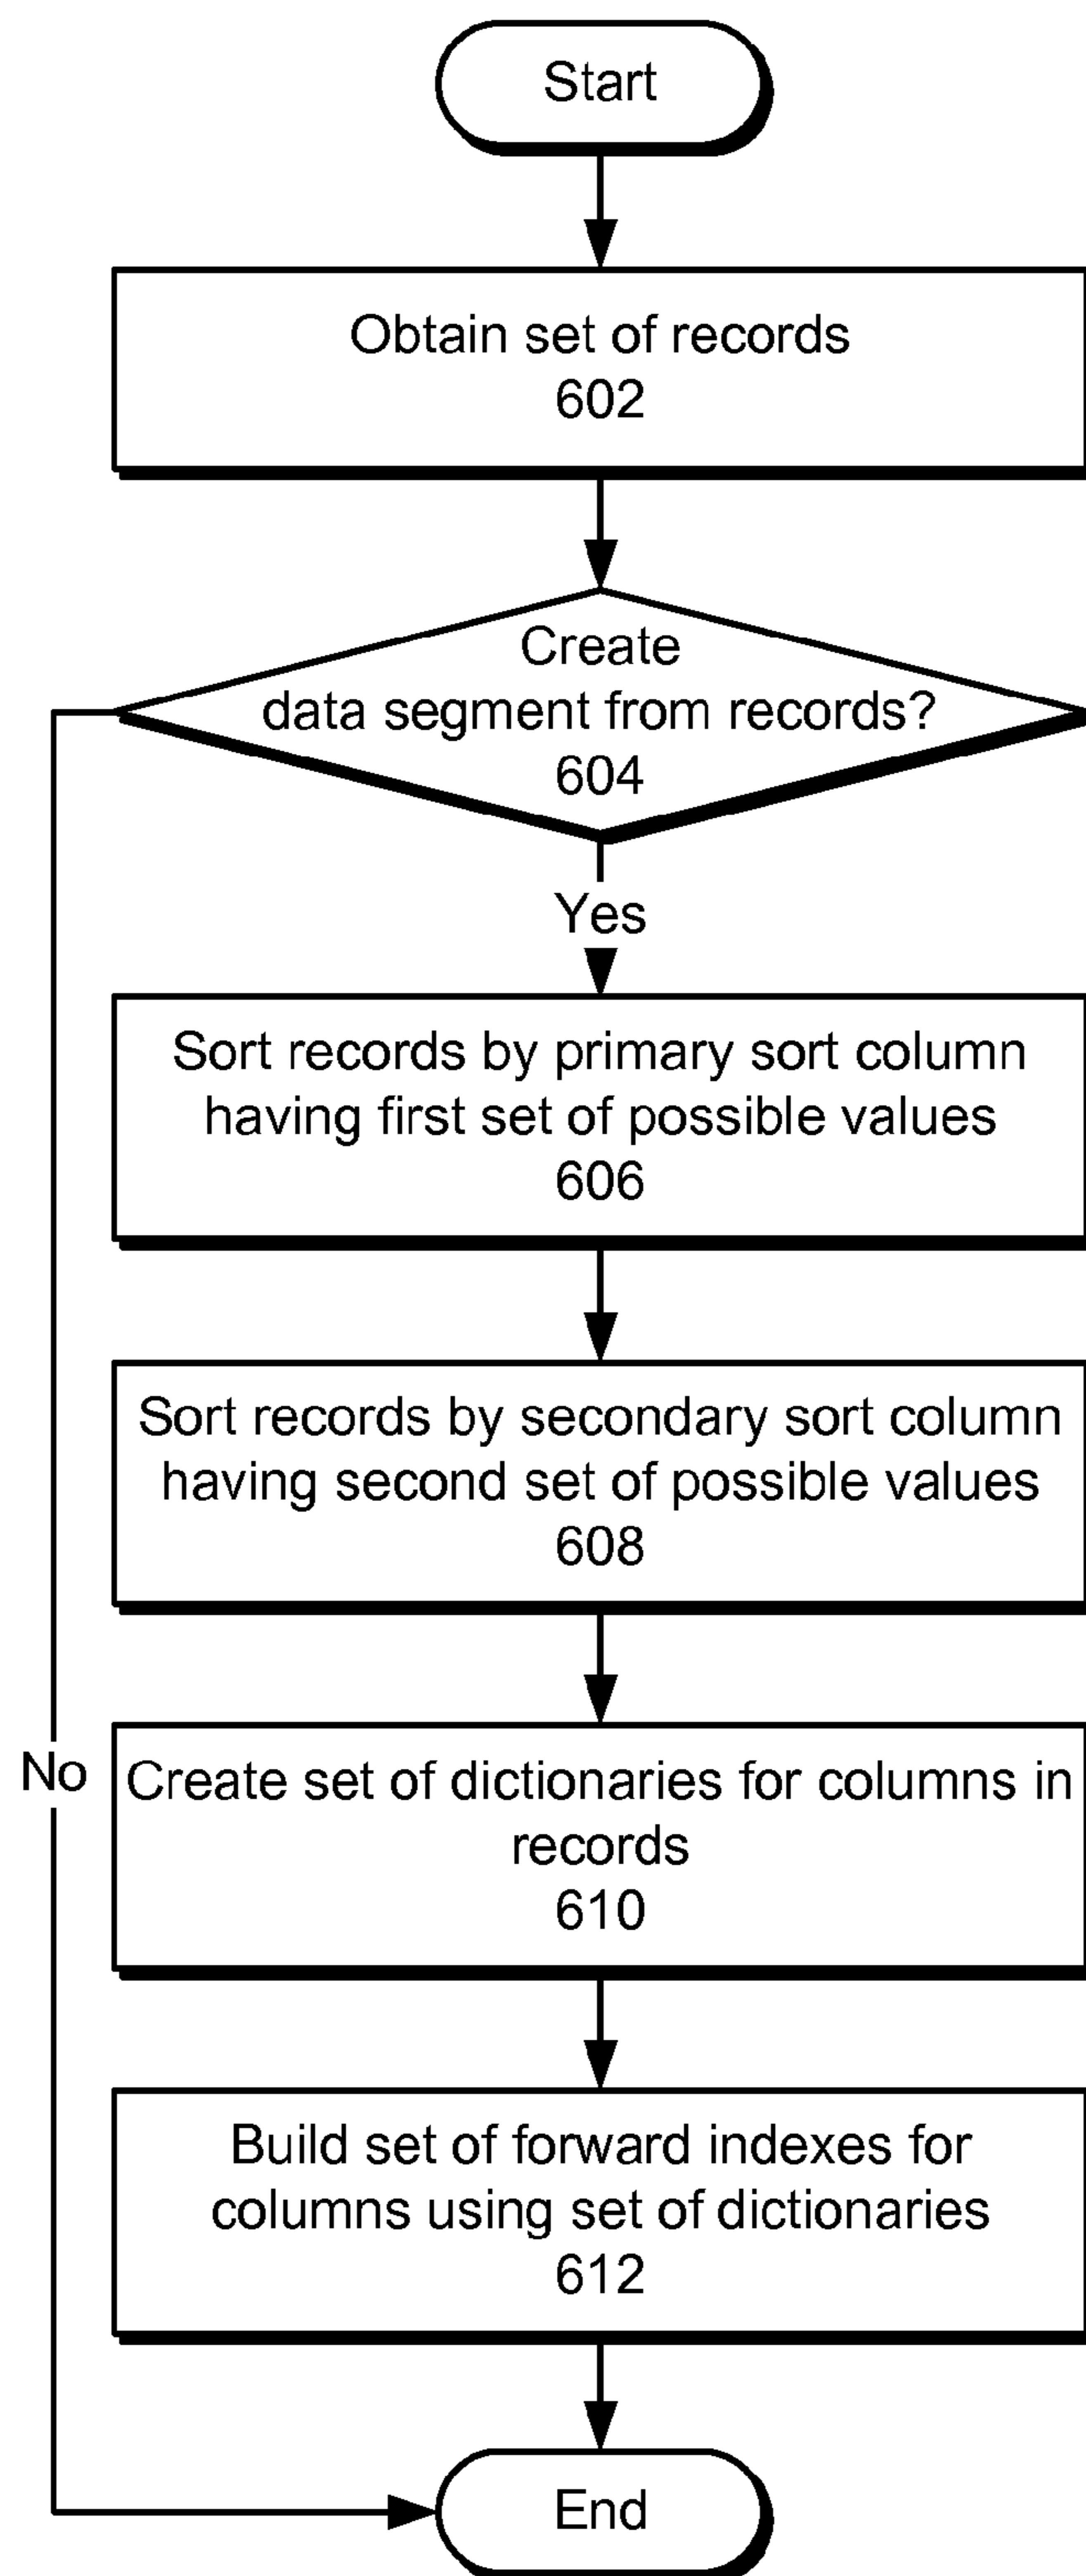 Start
Obtain set of records
602
Create
data segment from records?
604
Yes
Sort records by primary sort column
having first set of possible values
606
Sort records by secondary sort column
having second set of possible values
608
No
Create set of dictionaries for columns in
records
610
Build set of forward indexes for
columns using set of dictionaries
612
End